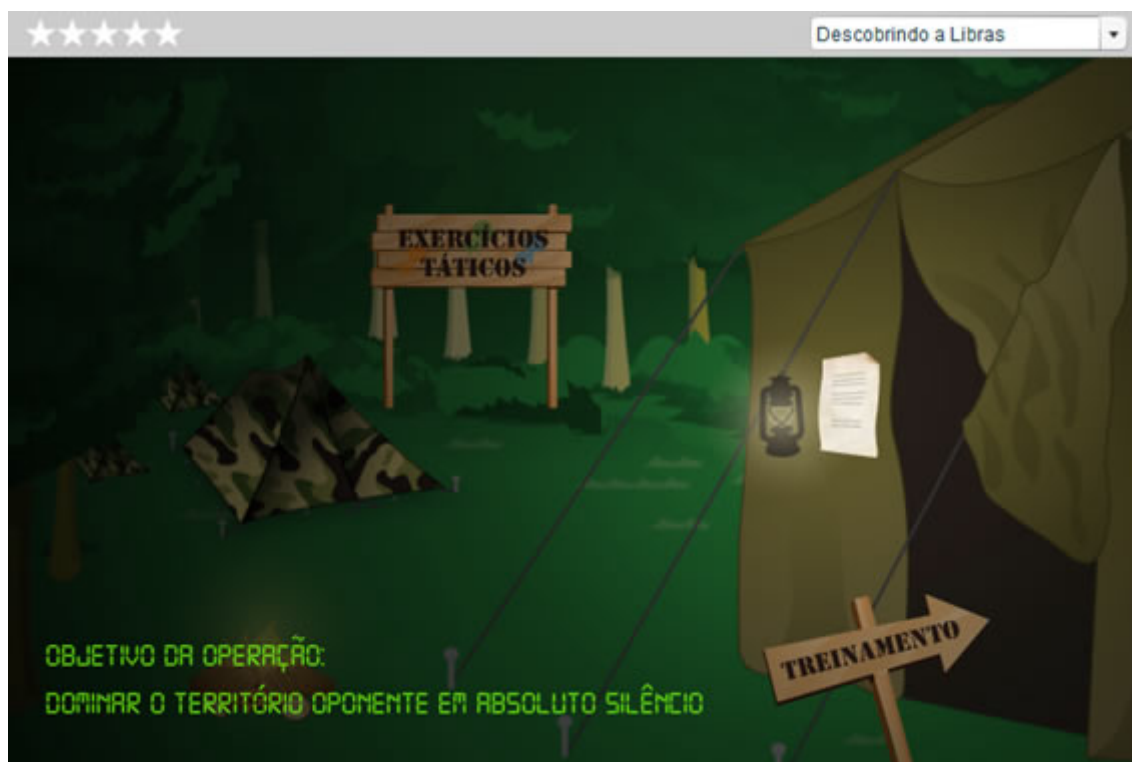 Descobrindo a Libras
EXERCÍCIOS
TÁTICOS
TREINAMENTO
OBJETIVO DA OPERAÇÃO:
DOMINAR O TERRITÓRIO OPONENTE EM ABSOLUTO SILÊNCIO